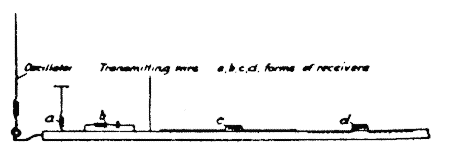 Oscillator Transmitting wire a,b,c,d, forms of receivers
a b c d